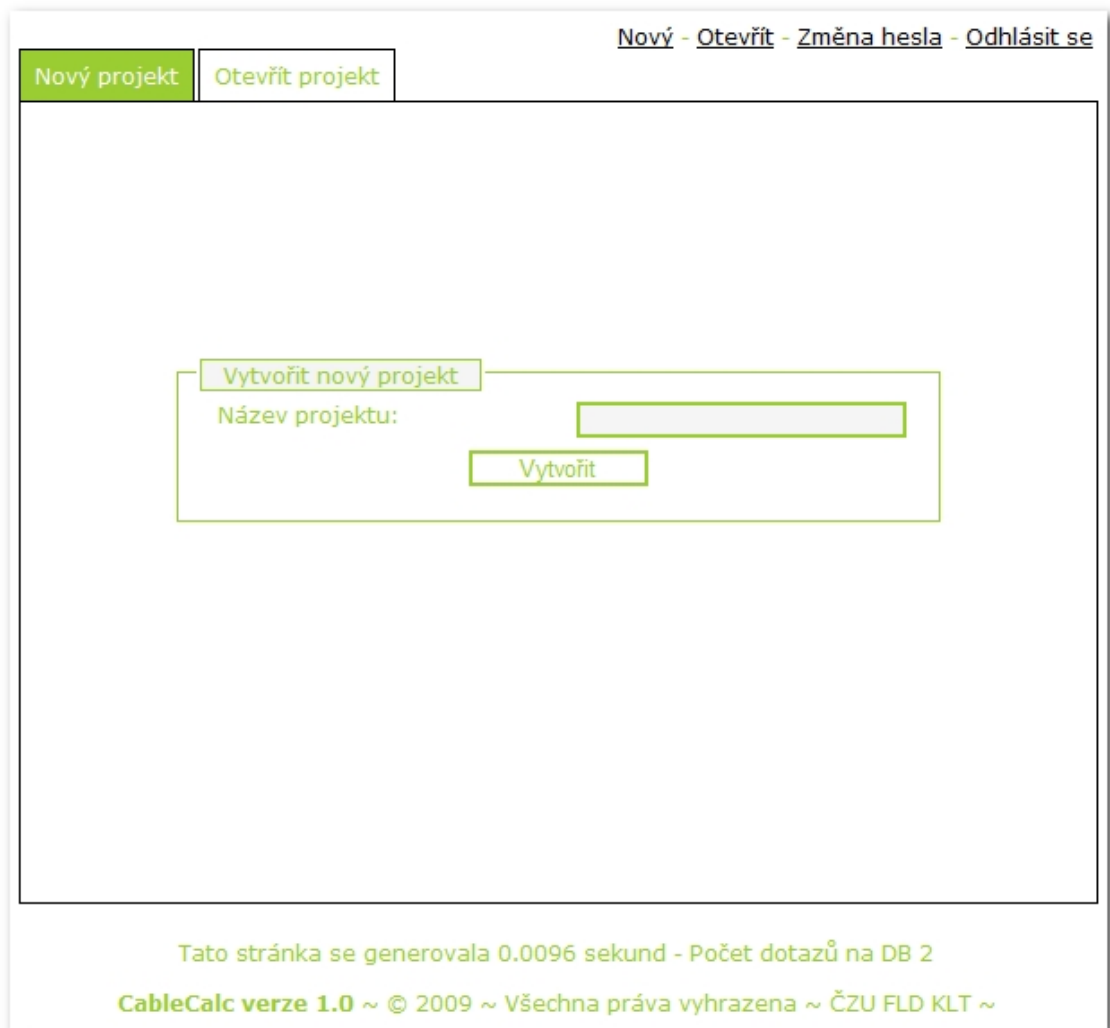 Nový - Otevřít - Změna hesla - Odhlásit se
Nový projekt Otevřít projekt
Vytvořit nový projekt
Název projektu:
Vytvořit
Tato stránka se generovala 0.0096 sekund - Počet dotazů na DB 2
CableCalc verze 1.0 ~ © 2009 ~ Všechna práva vyhrazena ~ ČZU FLD KLT ~